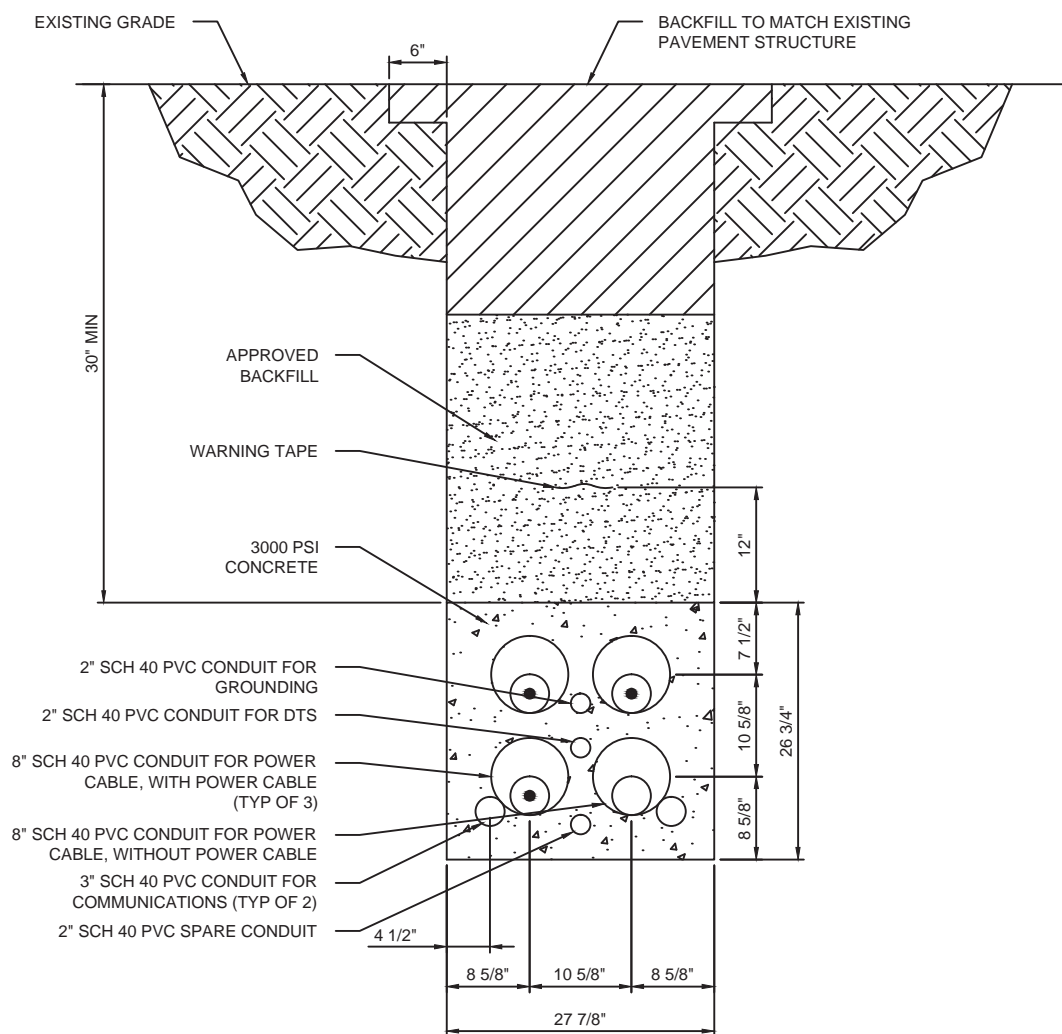 EXISTING GRADE
BACKFILL TO MATCH EXISTING
PAVEMENT STRUCTURE
6"
30" MIN
APPROVED
BACKFILL
WARNING TAPE
12"
3000 PSI
CONCRETE
7 1/2"
2" SCH 40 PVC CONDUIT FOR
GROUNDING
2" SCH 40 PVC CONDUIT FOR DTS
10 5/8"
26 3/4"
8" SCH 40 PVC CONDUIT FOR POWER
CABLE, WITH POWER CABLE
(TYP OF 3)
8 5/8"
8" SCH 40 PVC CONDUIT FOR POWER
CABLE, WITHOUT POWER CABLE
3" SCH 40 PVC CONDUIT FOR
COMMUNICATIONS (TYP OF 2)
2" SCH 40 PVC SPARE CONDUIT
4 1/2"
8 5/8"
10 5/8"
8 5/8"
27 7/8"